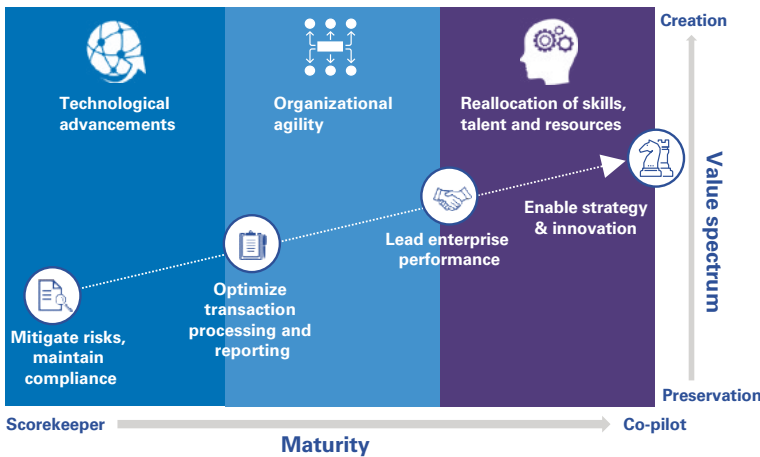 Creation
Technological
advancements
Organizational
agility
Reallocation of skills,
talent and resources
Value spectrum
Enable strategy
& innovation
Lead enterprise
performance
Optimize
transaction
processing and
reporting
Mitigate risks,
maintain
compliance
Preservation
Scorekeeper
Co-pilot
Maturity